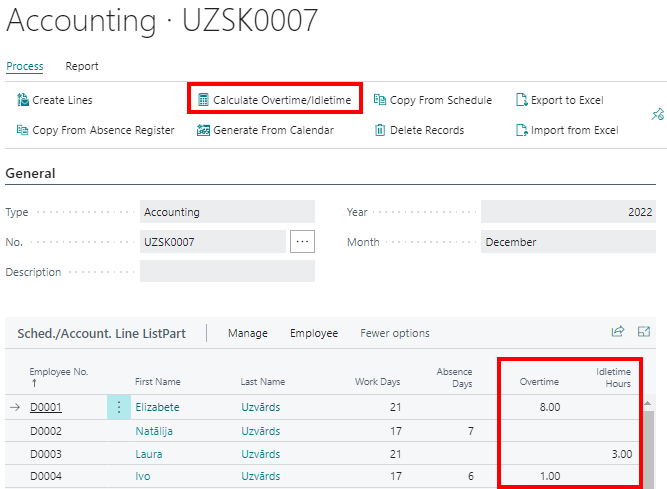 Accounting · UZSK0007
Process Report
Create Lines Calculate Overtime/Idletime Copy From Schedule Export to Excel
Copy From Absence Register Generate From Calendar Delete Records Import from Excel
General
Type Accounting Year 2022
No. UZSK0007 ... Month December
Description
Sched./Account. Line ListPart Manage Employee Fewer options
Employee No. ↑ First Name Last Name Work Days Absence Days Overtime Idletime Hours
→ D0001 Elizabete Uzvārds 21 8.00
D0002 Natālija Uzvārds 17 7
D0003 Laura Uzvārds 21 3.00
D0004 Ivo Uzvārds 17 6 1.00